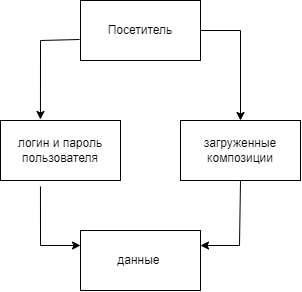 Посетитель
логин и пароль
пользователя
загруженные
композиции
данные